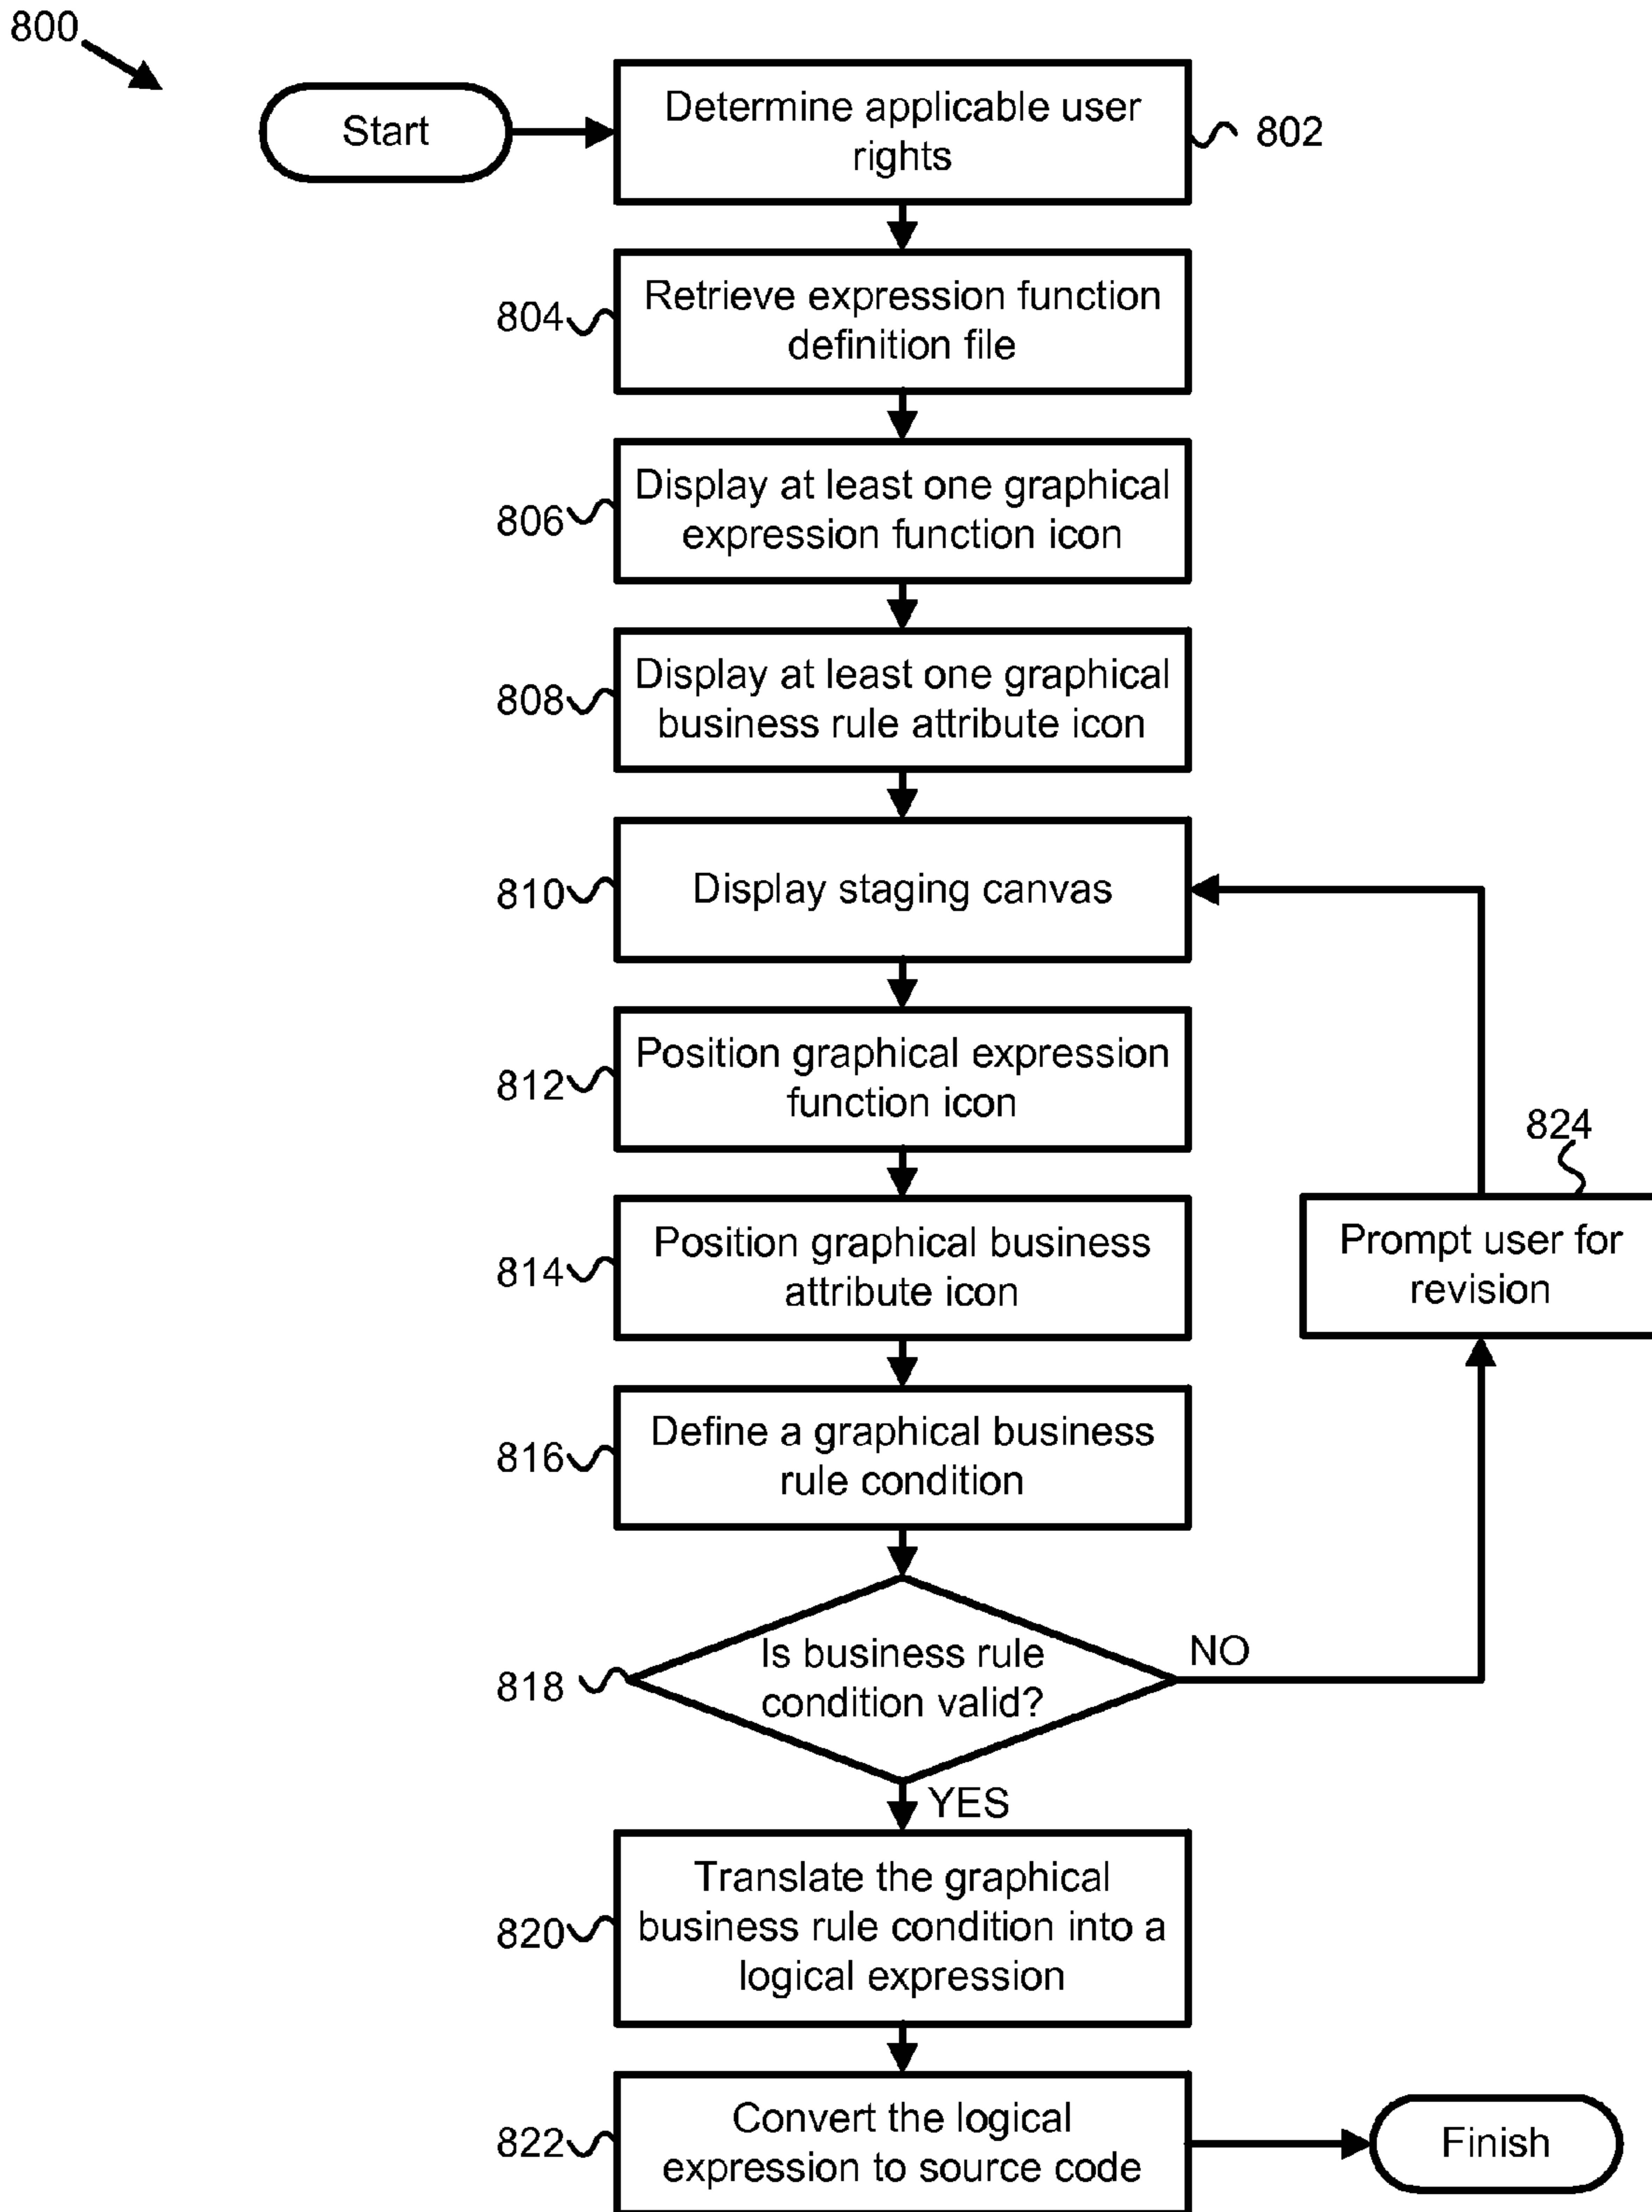 800
Start
Determine applicable user
rights
802
804
Retrieve expression function
definition file
806
Display at least one graphical
expression function icon
808
Display at least one graphical
business rule attribute icon
810
Display staging canvas
812
Position graphical expression
function icon
814
Position graphical business
attribute icon
824
Prompt user for
revision
816
Define a graphical business
rule condition
818
Is business rule
condition valid?
NO
YES
820
Translate the graphical
business rule condition into a
logical expression
822
Convert the logical
expression to source code
Finish